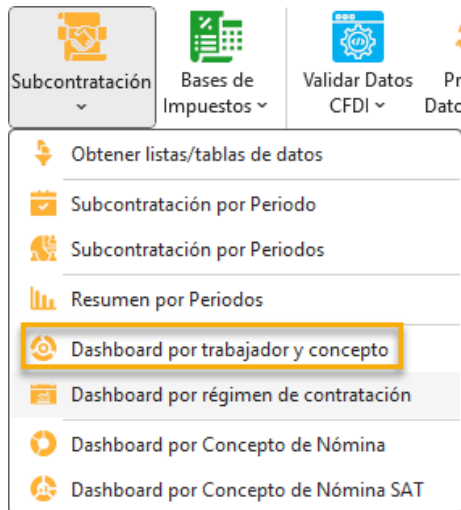 Subcontratación
Bases de
Impuestos
Validar Datos
CFDI
Pr
Dato
Obtener listas/tablas de datos
Subcontratación por Periodo
Subcontratación por Periodos
Resumen por Periodos
Dashboard por trabajador y concepto
Dashboard por régimen de contratación
Dashboard por Concepto de Nómina
Dashboard por Concepto de Nómina SAT